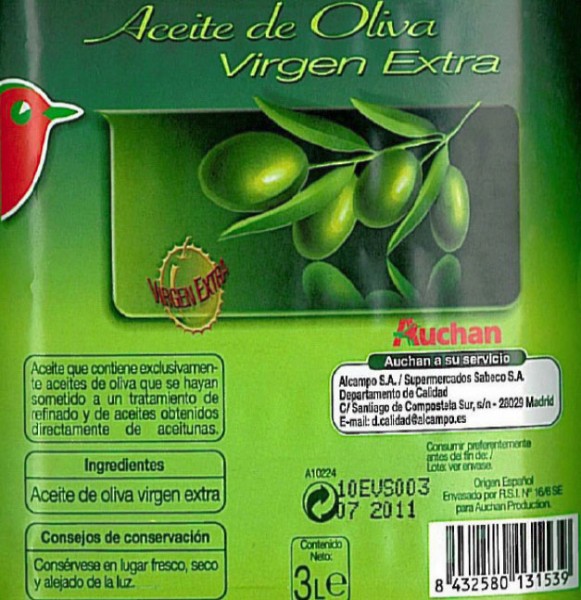 Aceite de Oliva
Virgen Extra
VIRGEN EXTRA
Auchan
Auchan a su servicio
Alcampo S.A. / Supermercados Sabeco S.A.
Departamento de Calidad
C/ Santiago de Compostela Sur, s/n - 28029 Madrid
E-mail: d.calidad@alcampo.es
Aceite que contiene exclusivamen-
te aceites de oliva que se hayan
sometido a un tratamiento de
refinado y de aceites obtenidos
directamente de aceitunas.
Consumir preferentemente
antes de fin de: /
Lote: ver envase.
Ingredientes
Aceite de oliva virgen extra
A10224
10EVS003
07 2011
Origen Español
Envasado por R.S.I. Nº 16/6 SE
para Auchan Production.
Consejos de conservación
Consérvese en lugar fresco, seco
y alejado de la luz.
Contenido
Neto:
3Le
8 432580 131539